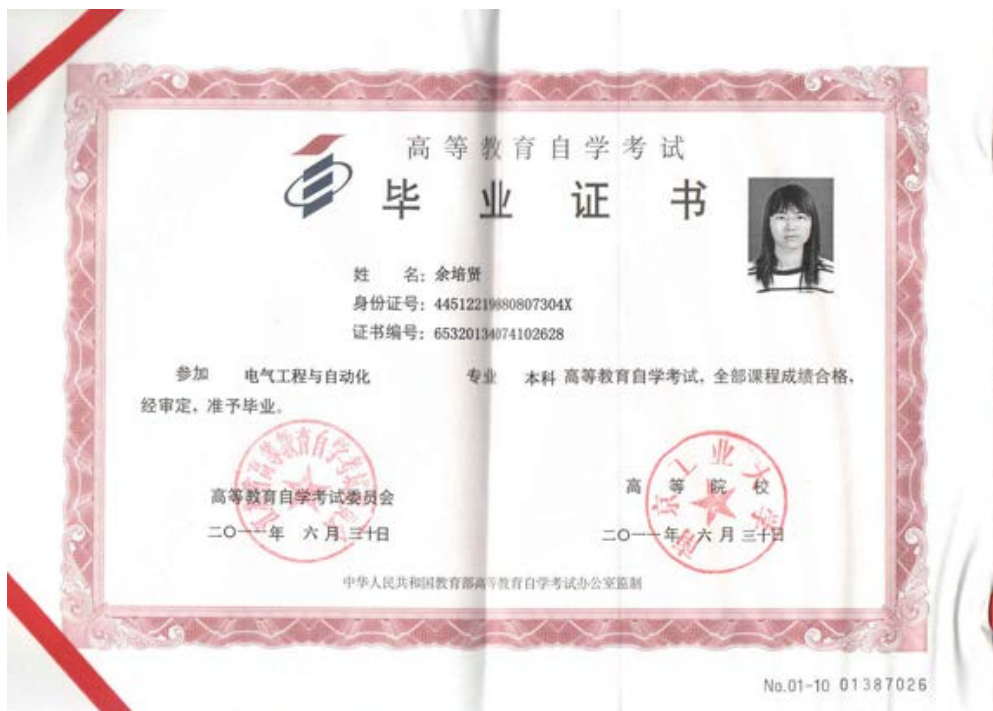 高等教育自学考试
毕业证书
姓 名：余培贤
身份证号：44512219880807304X
证书编号：65320134074102628
参加 电气工程与自动化 专业 本科 高等教育自学考试，全部课程成绩合格，
经审定，准予毕业。
高等教育自学考试委员会
高等院校
二〇一一年 六月 三十日
二〇一一年 六月 三十日
南京工业大学
中华人民共和国教育部高等教育自学考试办公室监制
No.01-10 01387026